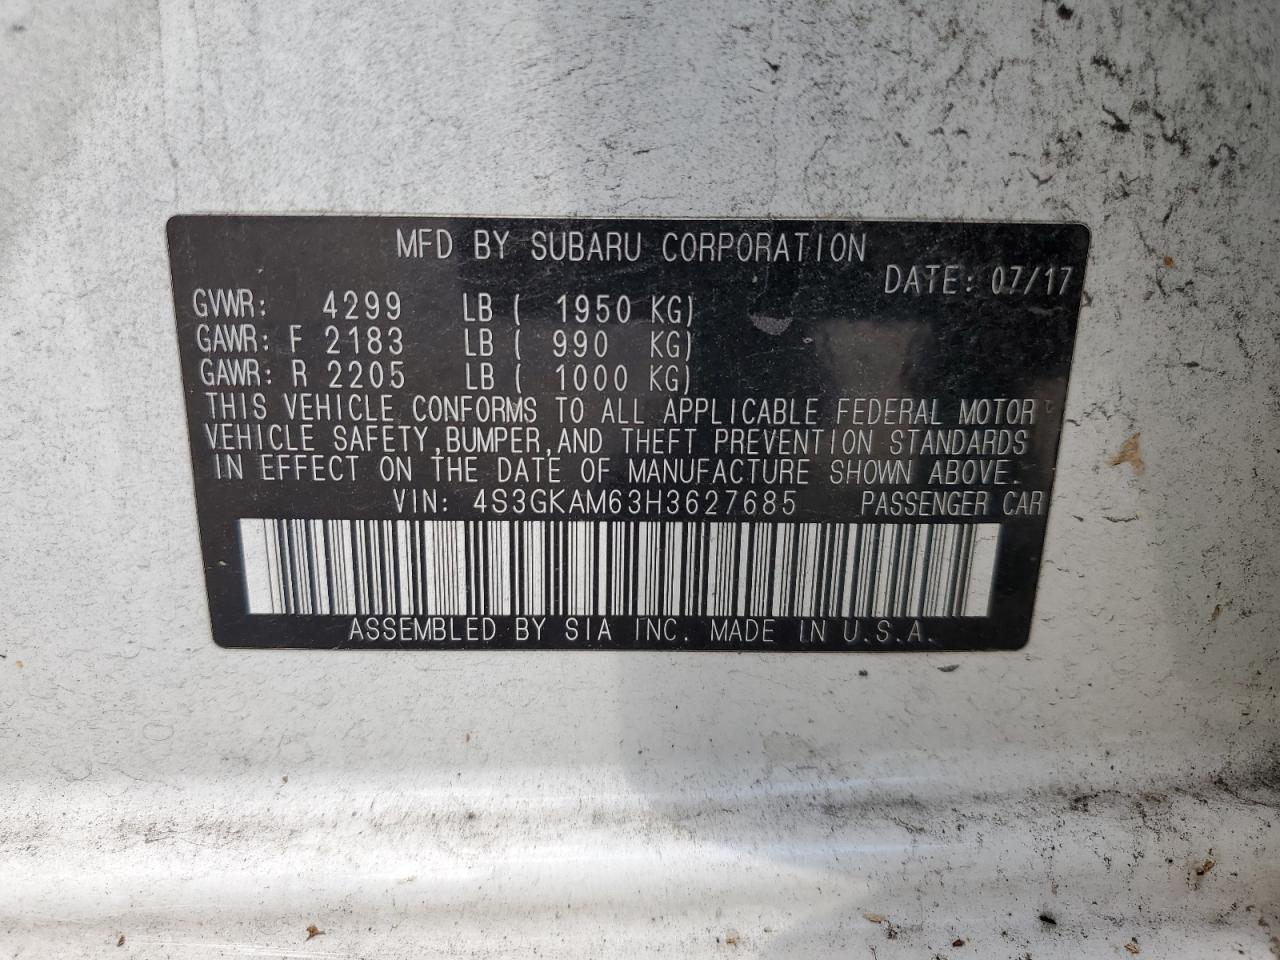 MFD BY SUBARU CORPORATION
DATE: 07/17
GVWR: 4299 LB ( 1950 KG)
GAWR: F 2183 LB ( 990 KG)
GAWR: R 2205 LB ( 1000 KG)
THIS VEHICLE CONFORMS TO ALL APPLICABLE FEDERAL MOTOR
VEHICLE SAFETY,BUMPER,AND THEFT PREVENTION STANDARDS
IN EFFECT ON THE DATE OF MANUFACTURE SHOWN ABOVE.
VIN: 4S3GKAM63H3627685 PASSENGER CAR
ASSEMBLED BY SIA INC. MADE IN U.S.A.